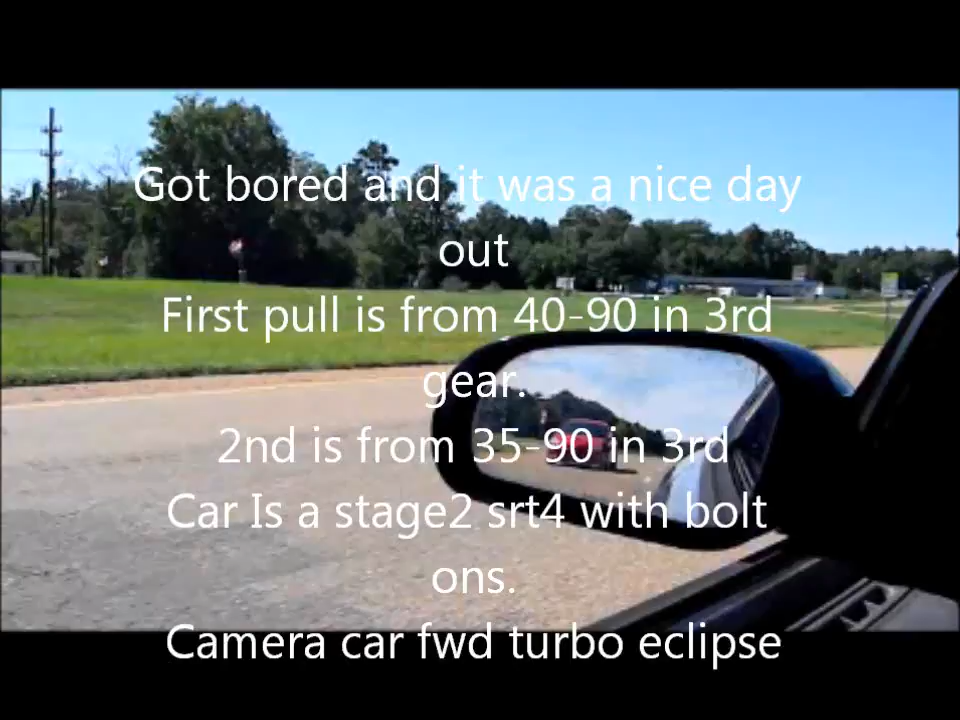 Got bored and it was a nice day
out
First pull is from 40-90 in 3rd
gear.
2nd is from 35-90 in 3rd
Car Is a stage2 srt4 with bolt
ons.
Camera car fwd turbo eclipse